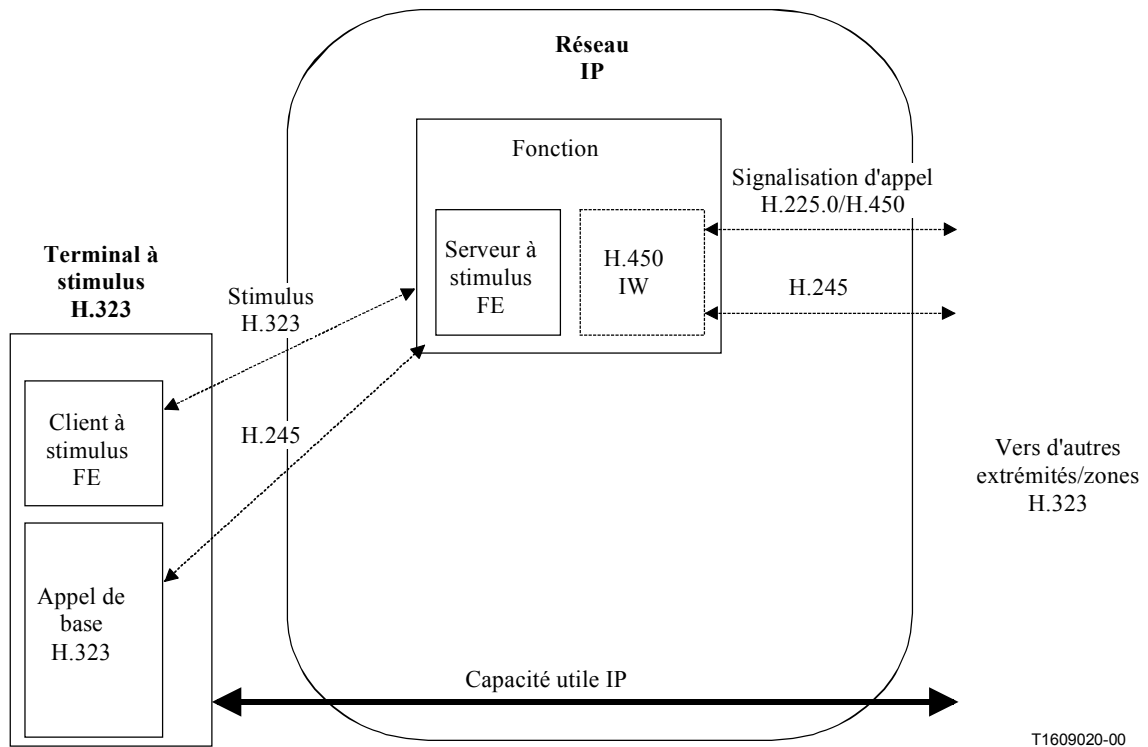 Réseau
IP
Fonction
Signalisation d'appel
H.225.0/H.450
Serveur à
stimulus
FE
H.450
IW
H.245
Terminal à
stimulus
H.323
Stimulus
H.323
Client à
stimulus
FE
H.245
Vers d'autres
extrémités/zones
H.323
Appel de
base
H.323
Capacité utile IP
T1609020-00